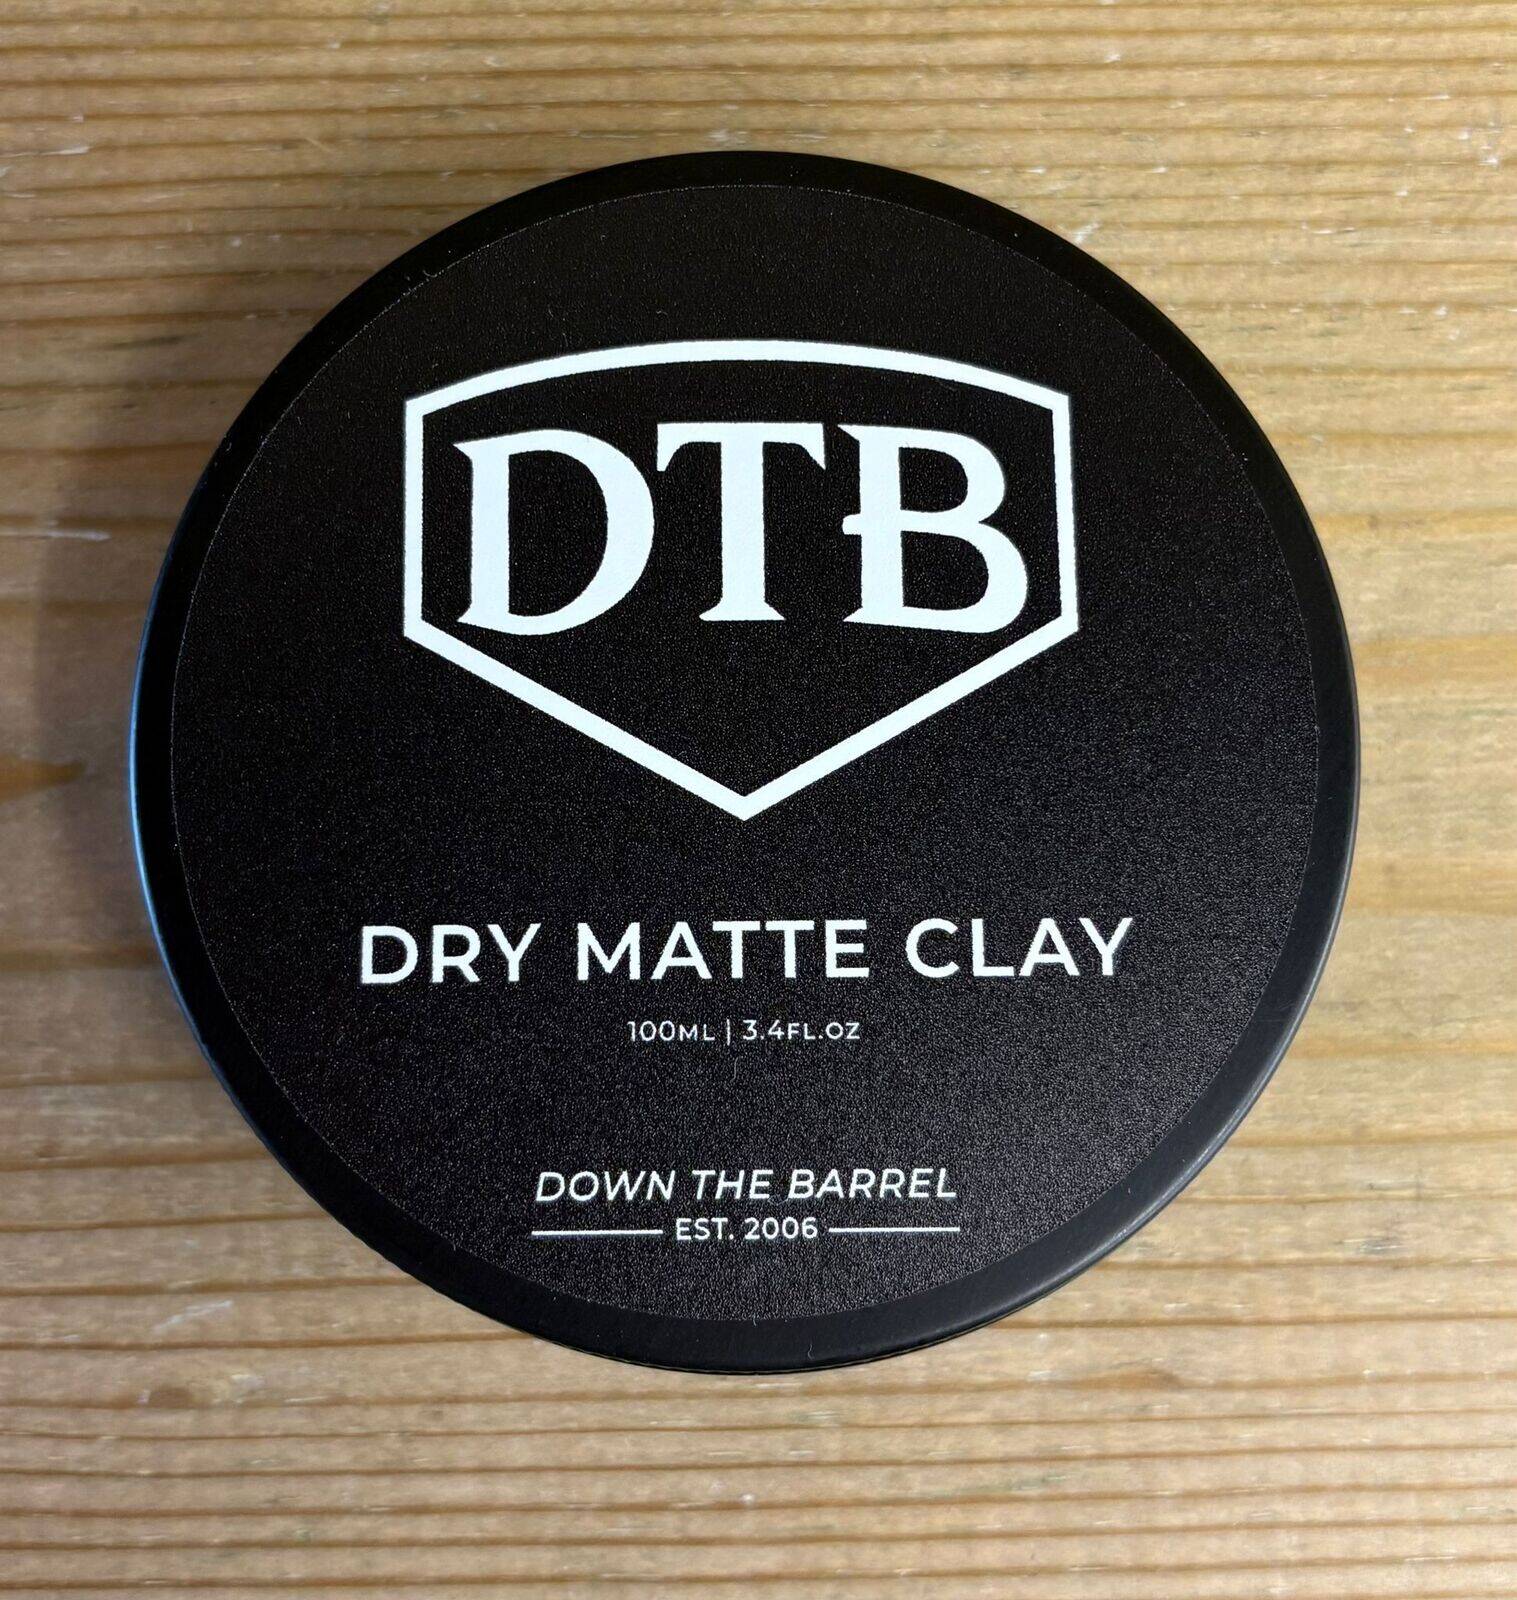 DTB
DRY MATTE CLAY
100ML | 3.4FL.OZ
DOWN THE BARREL
EST. 2006